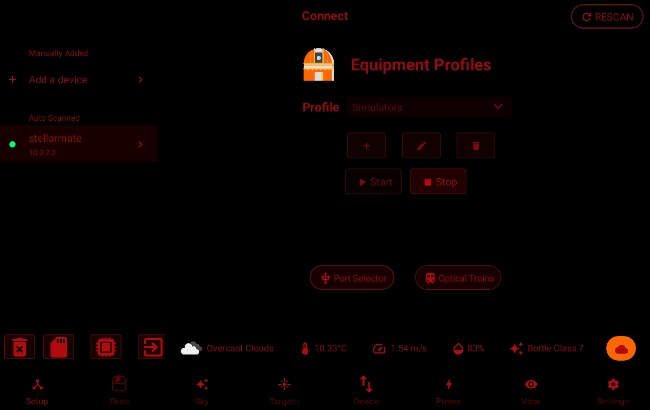 Connect
RESCAN
Manually Added
Add a device
Equipment Profiles
Profile
Simulators
Auto Scanned
stellarmate
10.0.2.2
Start
Stop
Port Selector
Optical Trains
Overcast Clouds
10.33°C
1.54 m/s
83%
Bortle Class 7
Setup
Ekos
Sky
Targets
Device
Power
View
Settings